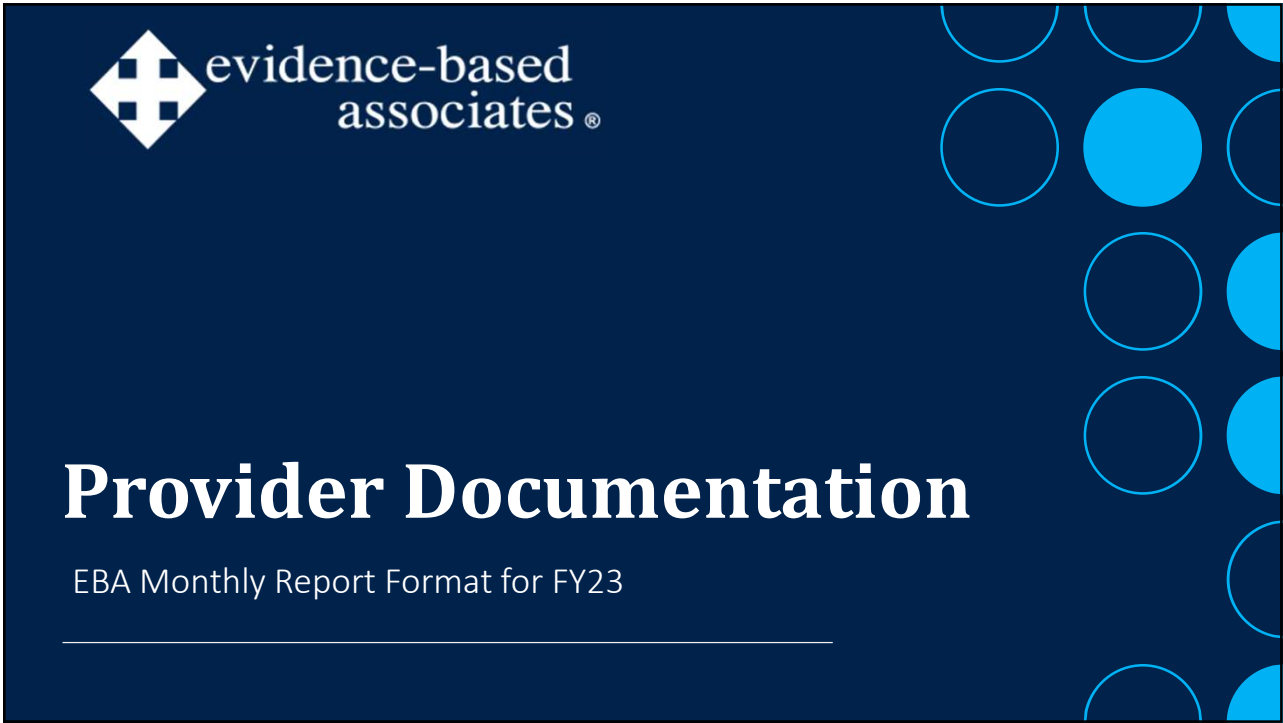 evidence-based
associates ®
Provider Documentation
EBA Monthly Report Format for FY23